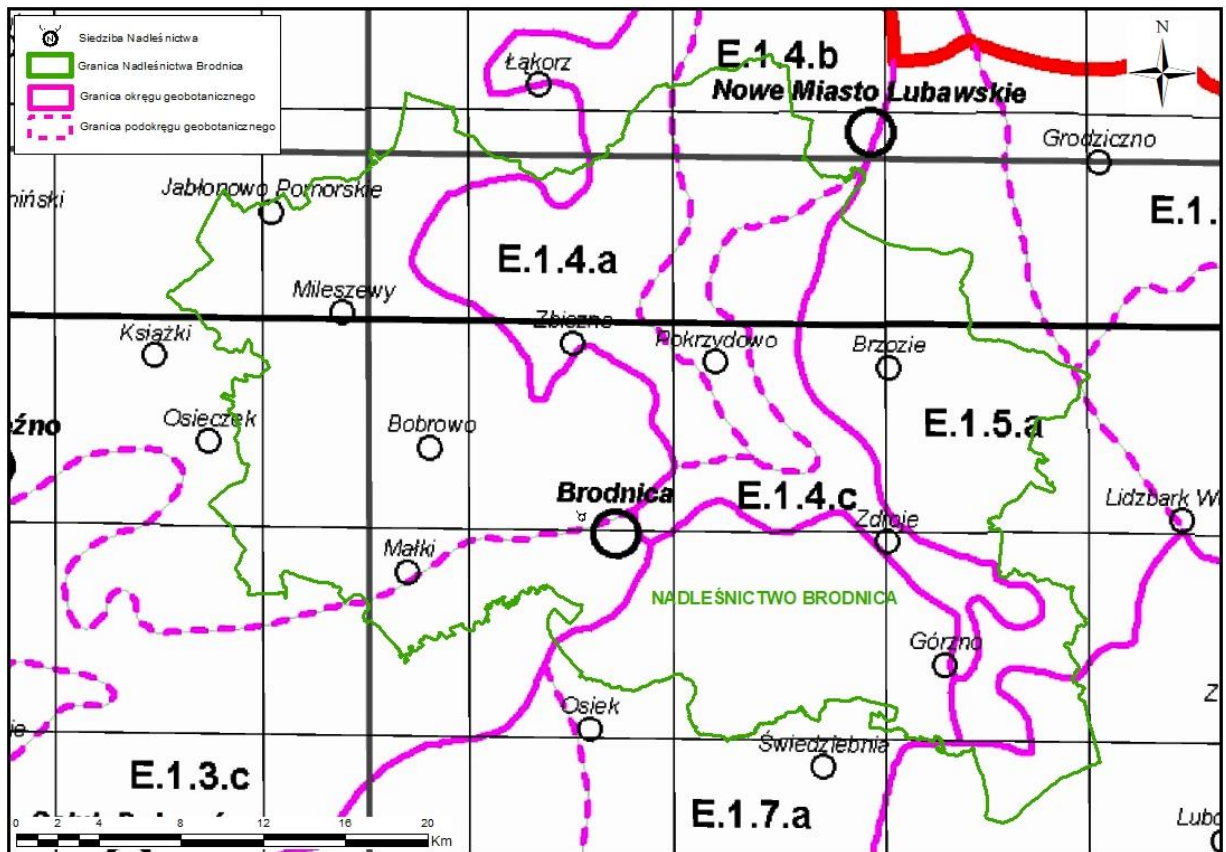 N
Siedziba Nadleśnictwa
Granica Nadleśnictwa Brodnica
Granica okręgu geobotanicznego
Granica podokręgu geobotanicznego
N
E.1.4.b
Łąkorz
Nowe Miasto Lubawskie
Grodziczno
Jabłonowo Pomorskie
miński
E.1.
E.1.4.a
Mileszewy
Zbiczno
Pokrzydowo
Brzozie
Książki
Osieczek
Bobrowo
E.1.5.a
Brodnica
E.1.4.c
Lidzbark W
Zdroje
Małki
NADLEŚNICTWO BRODNICA
Górzno
Z
Osiek
Świedziebnia
E.1.3.c
E.1.7.a
0 2 4 8 12 16 20
Km